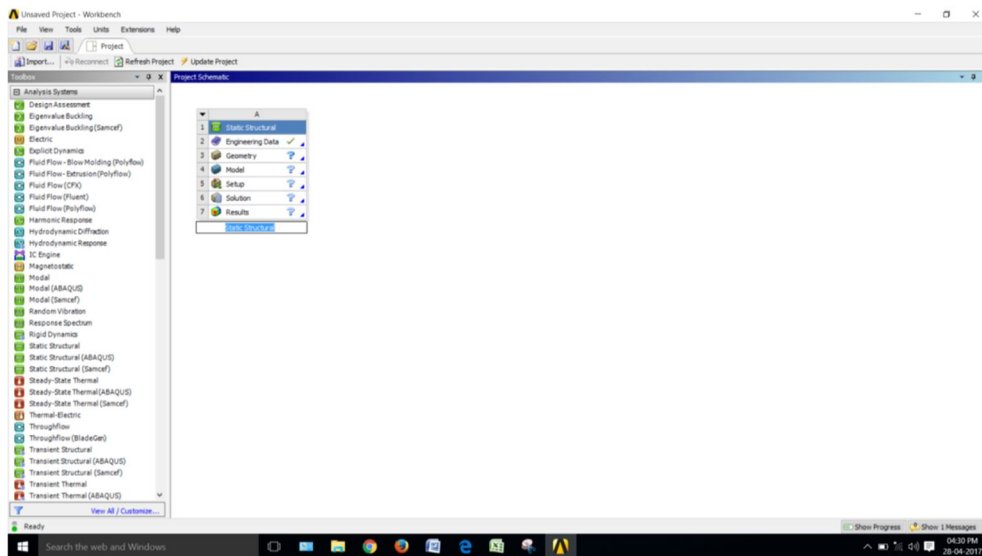 Unsaved Project - Workbench
File View Tools Units Extensions Help
Project
Import... Reconnect Refresh Project Update Project
Toolbox
Project Schematic
Analysis Systems
Design Assessment
Eigenvalue Buckling
Eigenvalue Buckling (Samcef)
Electric
Explicit Dynamics
Fluid Flow - Blow Molding (Polyflow)
Fluid Flow - Extrusion (Polyflow)
Fluid Flow (CFX)
Fluid Flow (Fluent)
Fluid Flow (Polyflow)
Harmonic Response
Hydrodynamic Diffraction
Hydrodynamic Response
IC Engine
Magnetostatic
Modal
Modal (ABAQUS)
Modal (Samcef)
Random Vibration
Response Spectrum
Rigid Dynamics
Static Structural
Static Structural (ABAQUS)
Static Structural (Samcef)
Steady-State Thermal
Steady-State Thermal (ABAQUS)
Steady-State Thermal (Samcef)
Thermal-Electric
Throughflow
Throughflow (BladeGen)
Transient Structural
Transient Structural (ABAQUS)
Transient Structural (Samcef)
Transient Thermal
Transient Thermal (ABAQUS)
View All / Customize...
A
1 Static Structural
2 Engineering Data
3 Geometry ?
4 Model ?
5 Setup ?
6 Solution ?
7 Results ?
Static Structural
Ready
Show Progress Show 1 Messages
Search the web and Windows
04:30 PM
28-04-2017